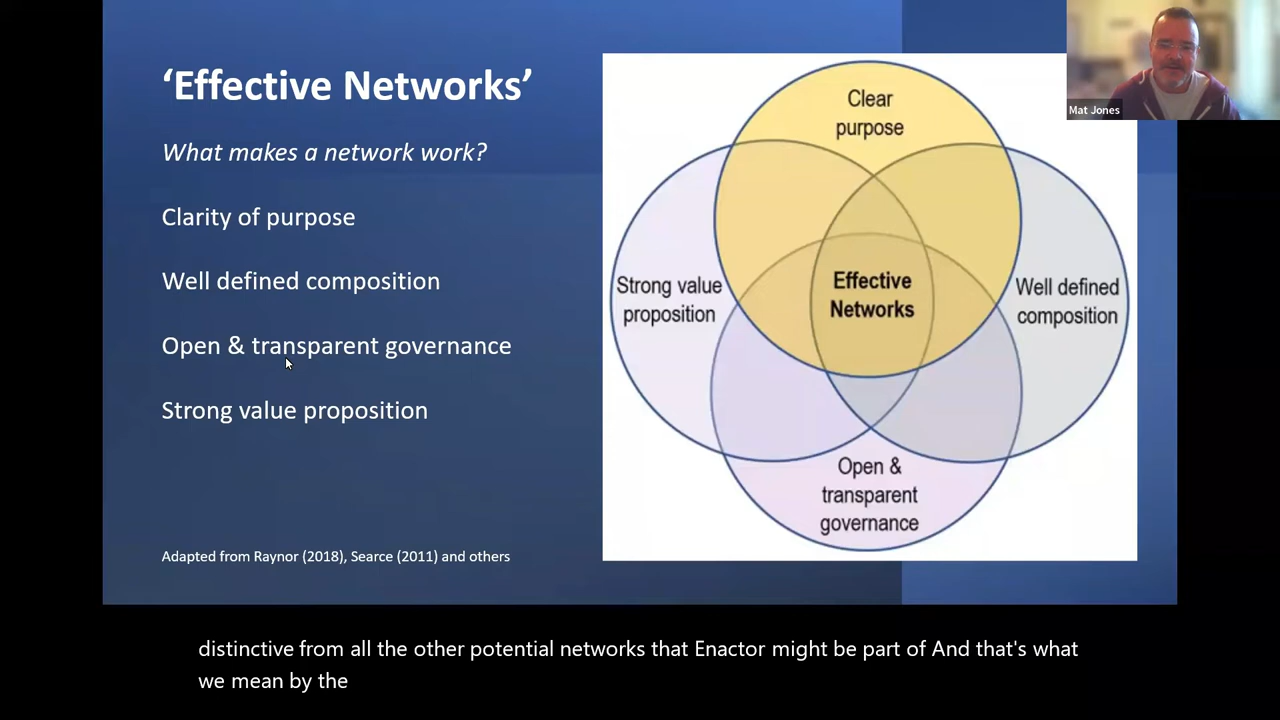 ‘Effective Networks’
What makes a network work?
Clarity of purpose
Well defined composition
Open & transparent governance
Strong value proposition
Adapted from Raynor (2018), Searce (2011) and others
Clear
purpose
Strong value
proposition
Effective
Networks
Well defined
composition
Open &
transparent
governance
Mat Jones
distinctive from all the other potential networks that Enactor might be part of And that's what
we mean by the